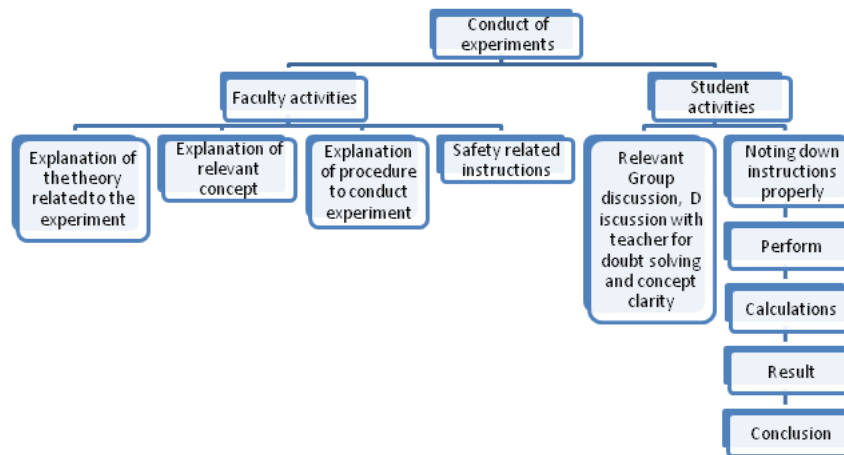 Conduct of
experiments
Faculty activities
Student
activities
Explanation of
the theory
related to the
experiment
Explanation of
relevant
concept
Explanation
of procedure
to conduct
experiment
Safety related
instructions
Relevant
Group
discussion, D
iscussion with
teacher for
doubt solving
and concept
clarity
Noting down
instructions
properly
Perform
Calculations
Result
Conclusion